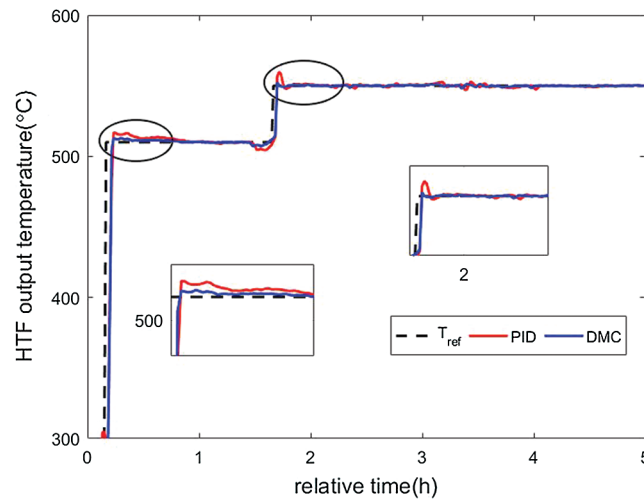 600
500
400
300
HTF output temperature(°C)
500
2
T_ref PID DMC
0 1 2 3 4 5
relative time(h)